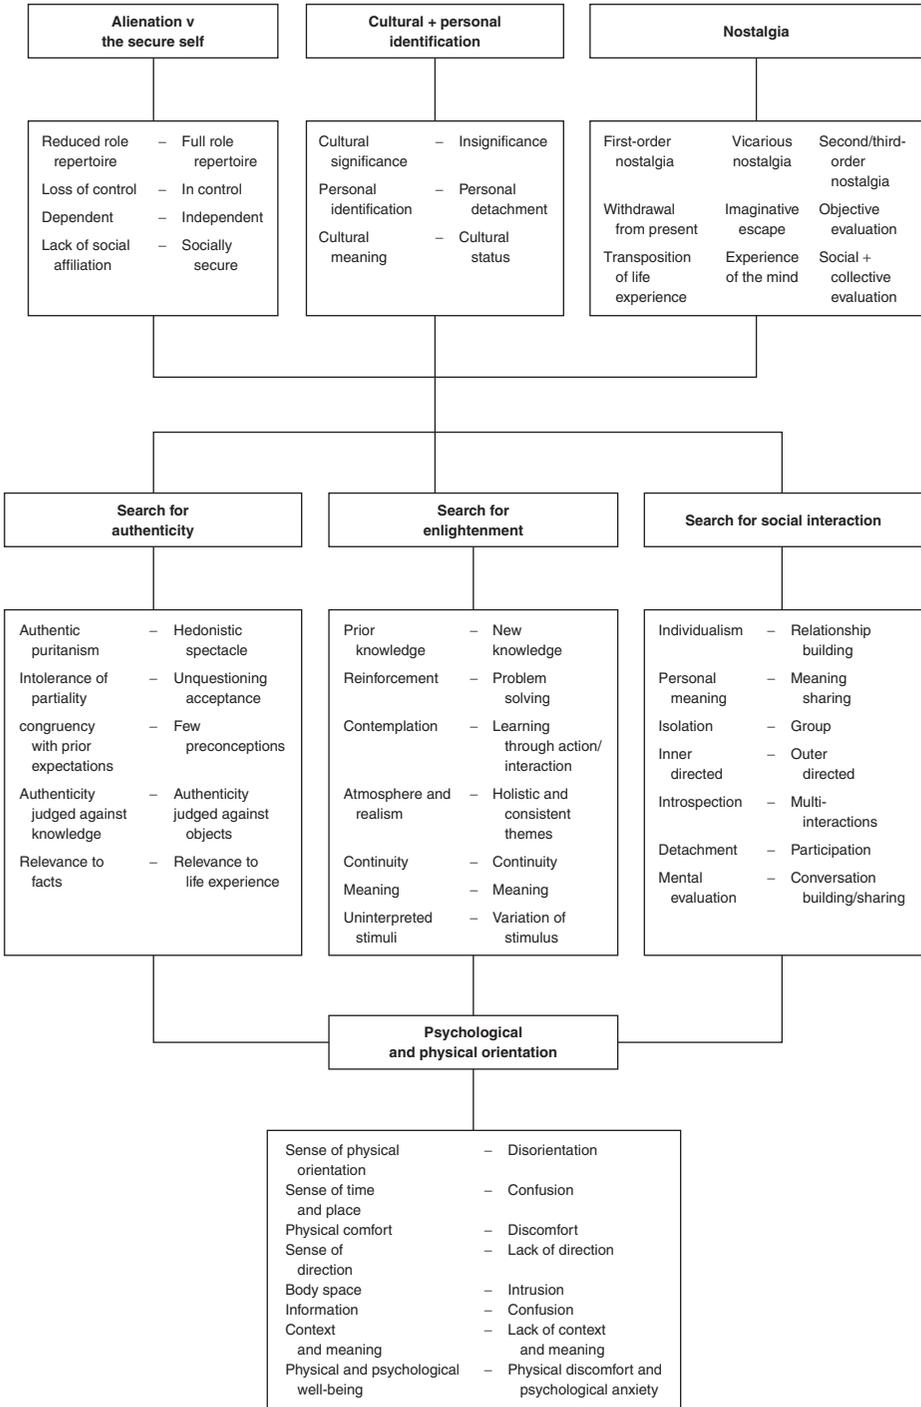 Alienation v
the secure self
Cultural + personal
identification
Nostalgia
Reduced role – Full role
repertoire repertoire
Loss of control – In control
Dependent – Independent
Lack of social – Socially
affiliation secure
Cultural – Insignificance
significance
Personal – Personal
identification detachment
Cultural – Cultural
meaning status
First-order Vicarious Second/third-
nostalgia nostalgia order
nostalgia
Withdrawal Imaginative Objective
from present escape evaluation
Transposition Experience Social +
of life of the mind collective
experience evaluation
Search for
authenticity
Search for
enlightenment
Search for social interaction
Authentic – Hedonistic
puritanism spectacle
Intolerance of – Unquestioning
partiality acceptance
congruency – Few
with prior preconceptions
expectations
Authenticity – Authenticity
judged against judged against
knowledge objects
Relevance to – Relevance to
facts life experience
Prior – New
knowledge knowledge
Reinforcement – Problem
solving
Contemplation – Learning
through action/
interaction
Atmosphere and – Holistic and
realism consistent
themes
Continuity – Continuity
Meaning – Meaning
Uninterpreted – Variation of
stimuli stimulus
Individualism – Relationship
building
Personal – Meaning
meaning sharing
Isolation – Group
Inner – Outer
directed directed
Introspection – Multi-
interactions
Detachment – Participation
Mental – Conversation
evaluation building/sharing
Psychological
and physical orientation
Sense of physical – Disorientation
orientation
Sense of time – Confusion
and place
Physical comfort – Discomfort
Sense of – Lack of direction
direction
Body space – Intrusion
Information – Confusion
Context – Lack of context
and meaning and meaning
Physical and psychological – Physical discomfort and
well-being psychological anxiety